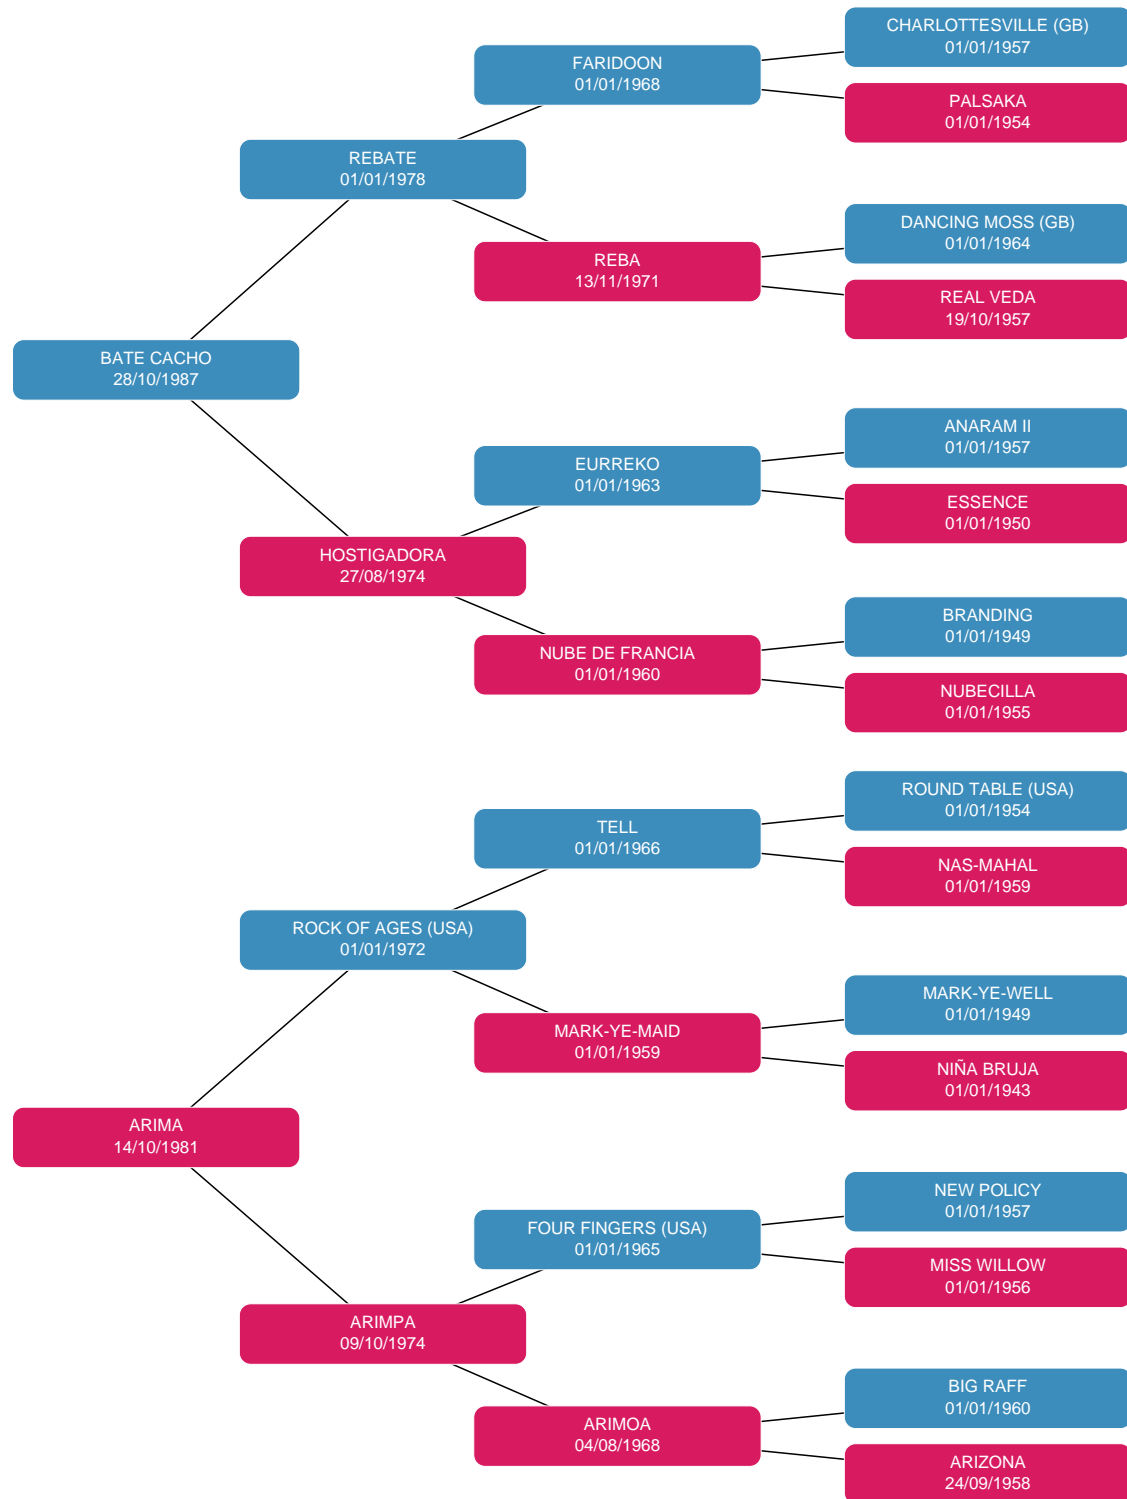 CHARLOTTESVILLE (GB)
01/01/1957
FARIDOON
01/01/1968
PALSAKA
01/01/1954
REBATE
01/01/1978
DANCING MOSS (GB)
01/01/1964
REBA
13/11/1971
REAL VEDA
19/10/1957
BATE CACHO
28/10/1987
ANARAM II
01/01/1957
EURREKO
01/01/1963
ESSENCE
01/01/1950
HOSTIGADORA
27/08/1974
BRANDING
01/01/1949
NUBE DE FRANCIA
01/01/1960
NUBECILLA
01/01/1955
ROUND TABLE (USA)
01/01/1954
TELL
01/01/1966
NAS-MAHAL
01/01/1959
ROCK OF AGES (USA)
01/01/1972
MARK-YE-WELL
01/01/1949
MARK-YE-MAID
01/01/1959
NIÑA BRUJA
01/01/1943
ARIMA
14/10/1981
NEW POLICY
01/01/1957
FOUR FINGERS (USA)
01/01/1965
MISS WILLOW
01/01/1956
ARIMPA
09/10/1974
BIG RAFF
01/01/1960
ARIMOA
04/08/1968
ARIZONA
24/09/1958